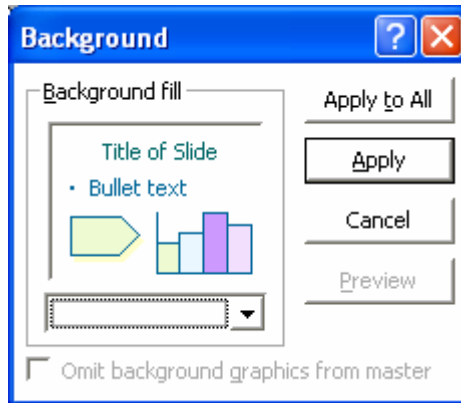 Background
Background fill
Title of Slide
• Bullet text
Apply to All
Apply
Cancel
Preview
Omit background graphics from master